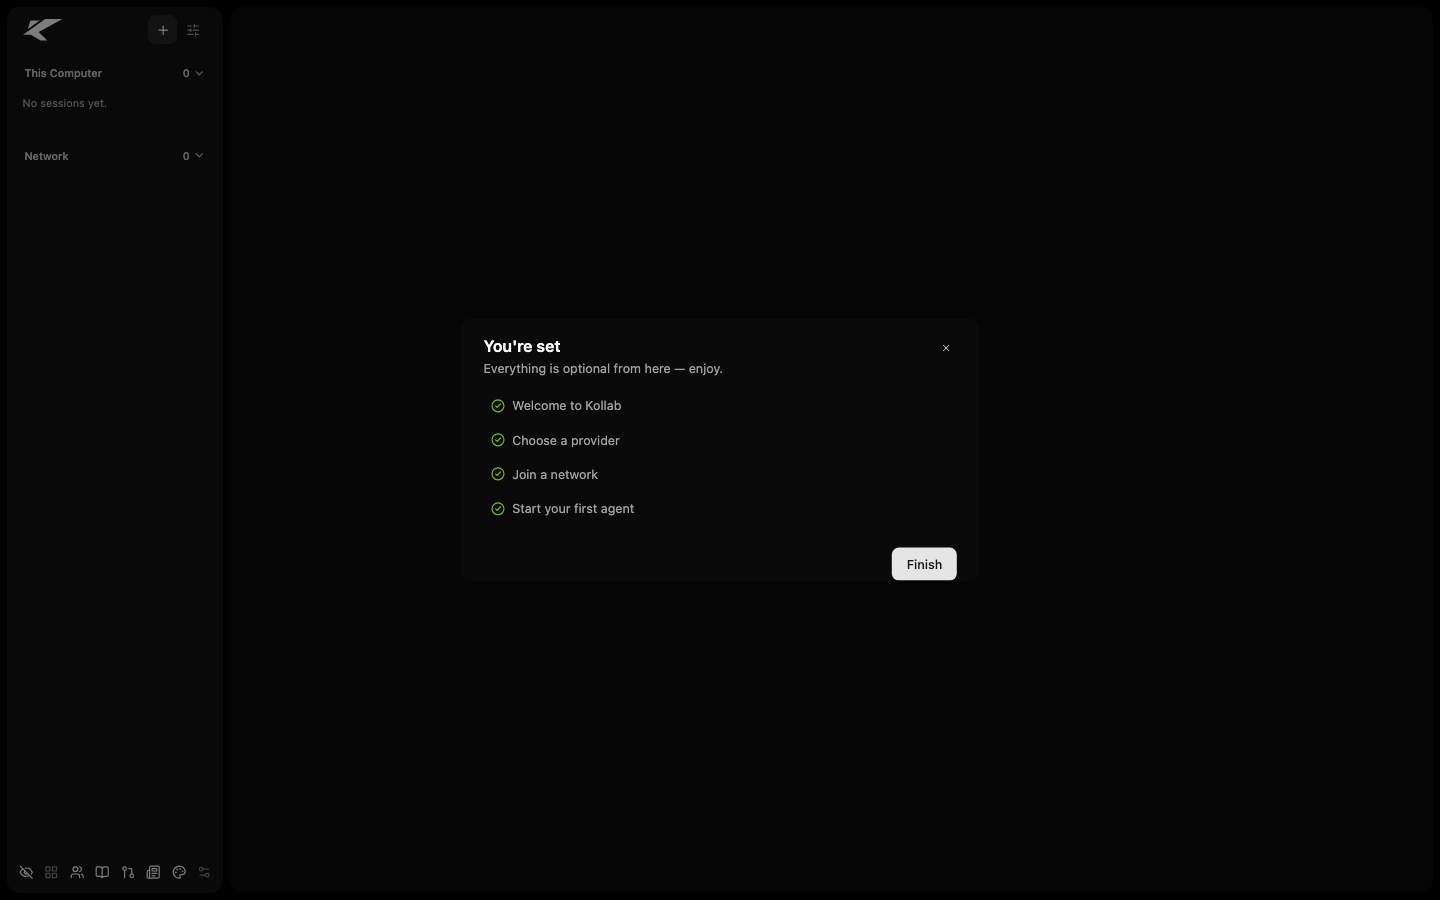 This Computer 0
No sessions yet.
Network 0
You're set
Everything is optional from here — enjoy.
Welcome to Kollab
Choose a provider
Join a network
Start your first agent
Finish